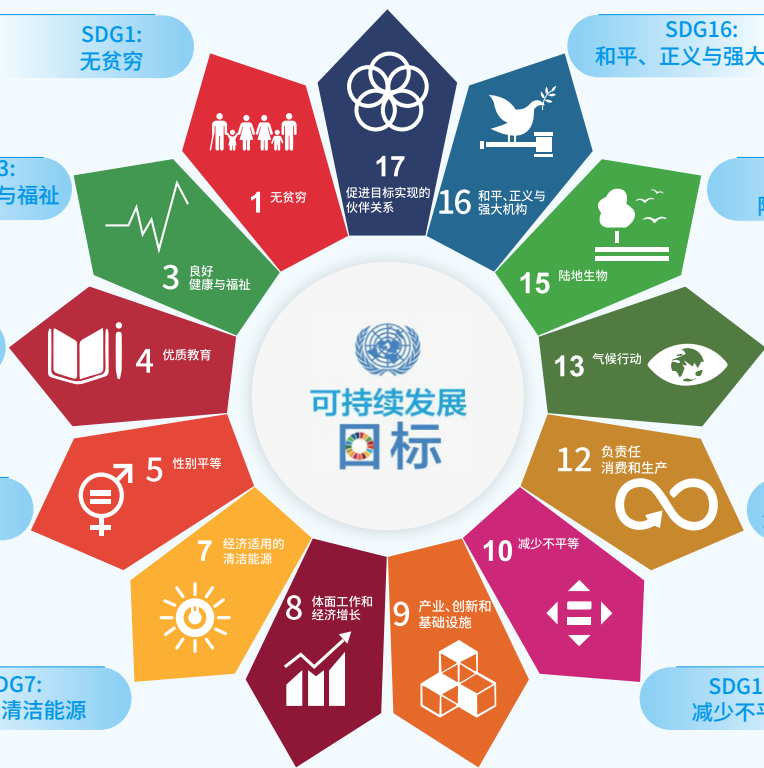 SDG1:
无贫穷
SDG16:
和平、正义与强大
3:
与福祉
17
促进目标实现的
伙伴关系
1
无贫穷
16
和平、正义与
强大机构
3
良好
健康与福祉
15
陆地生物
4
优质教育
13
气候行动
可持续发展
目标
5
性别平等
12
负责任
消费和生产
7
经济适用的
清洁能源
10
减少不平等
8
体面工作和
经济增长
9
产业、创新和
基础设施
DG7:
清洁能源
SDG1
减少不平